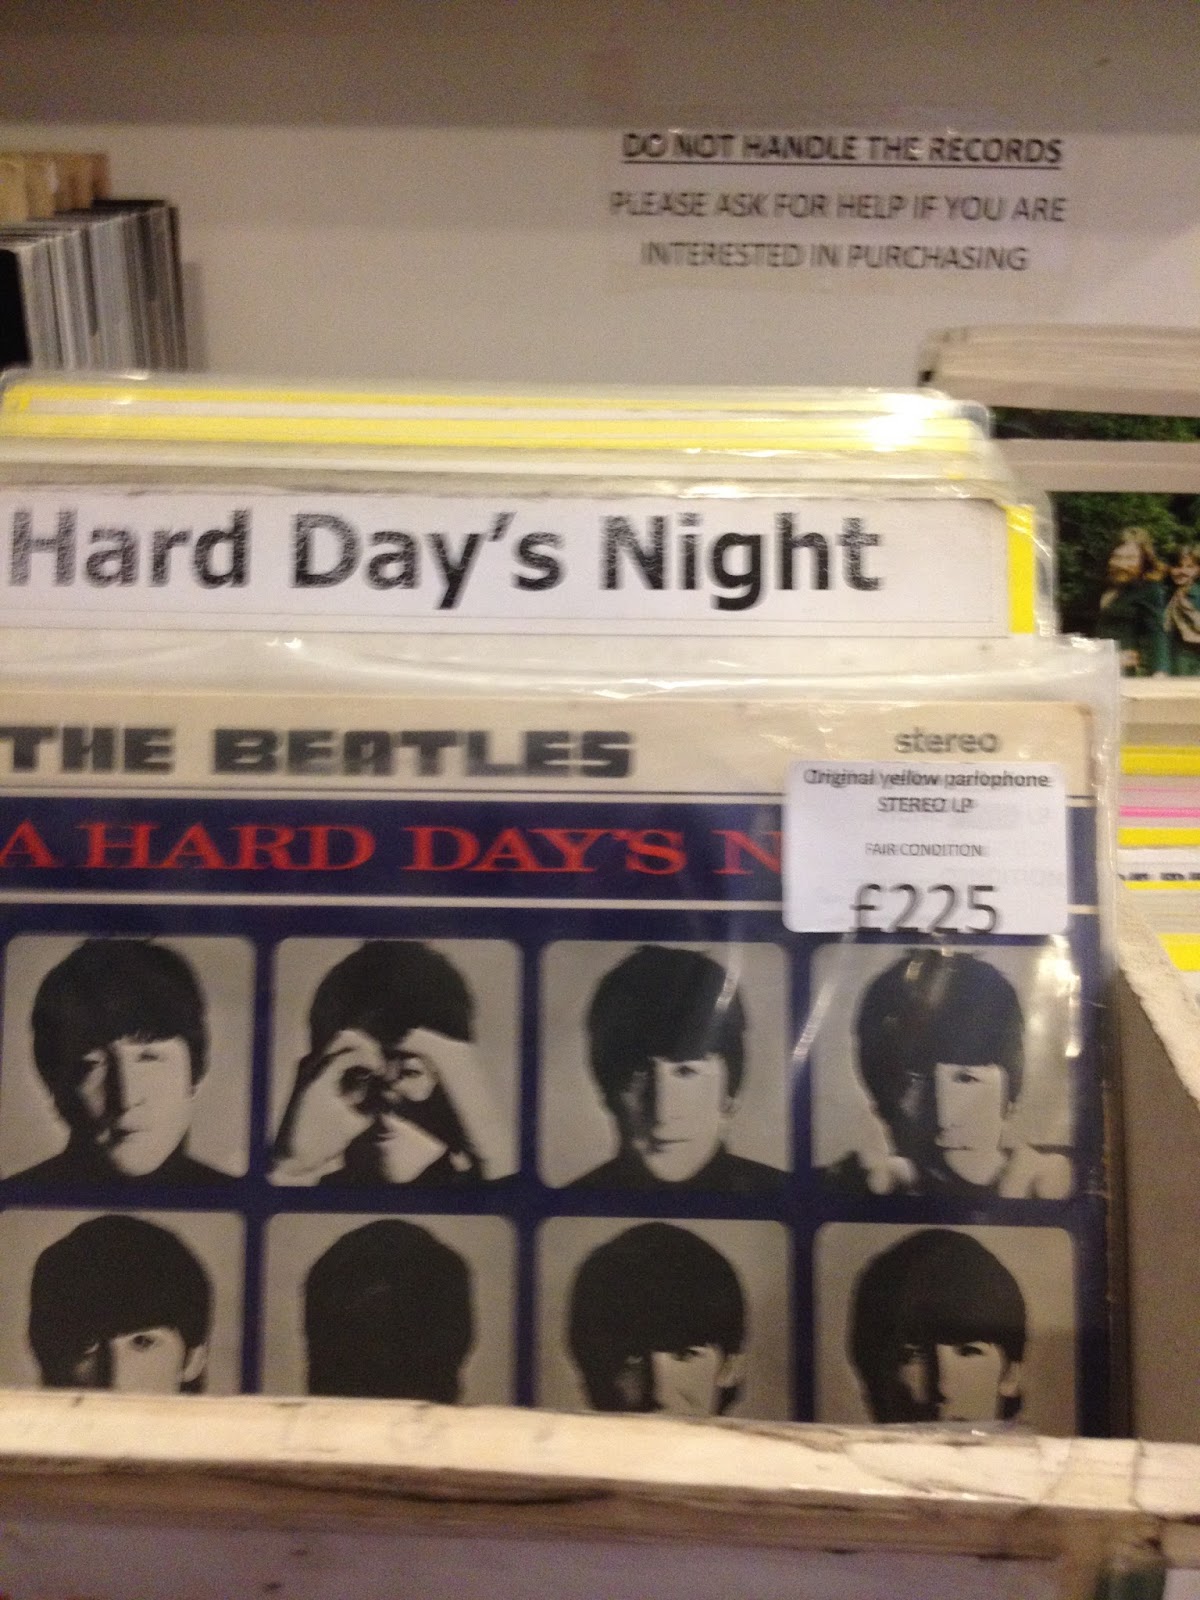 DO NOT HANDLE THE RECORDS
PLEASE ASK FOR HELP IF YOU ARE
INTERESTED IN PURCHASING
Hard Day's Night
THE BEATLES
stereo
A HARD DAY'S N
Original yellow parlophone
STEREO LP
FAIR CONDITION
£225